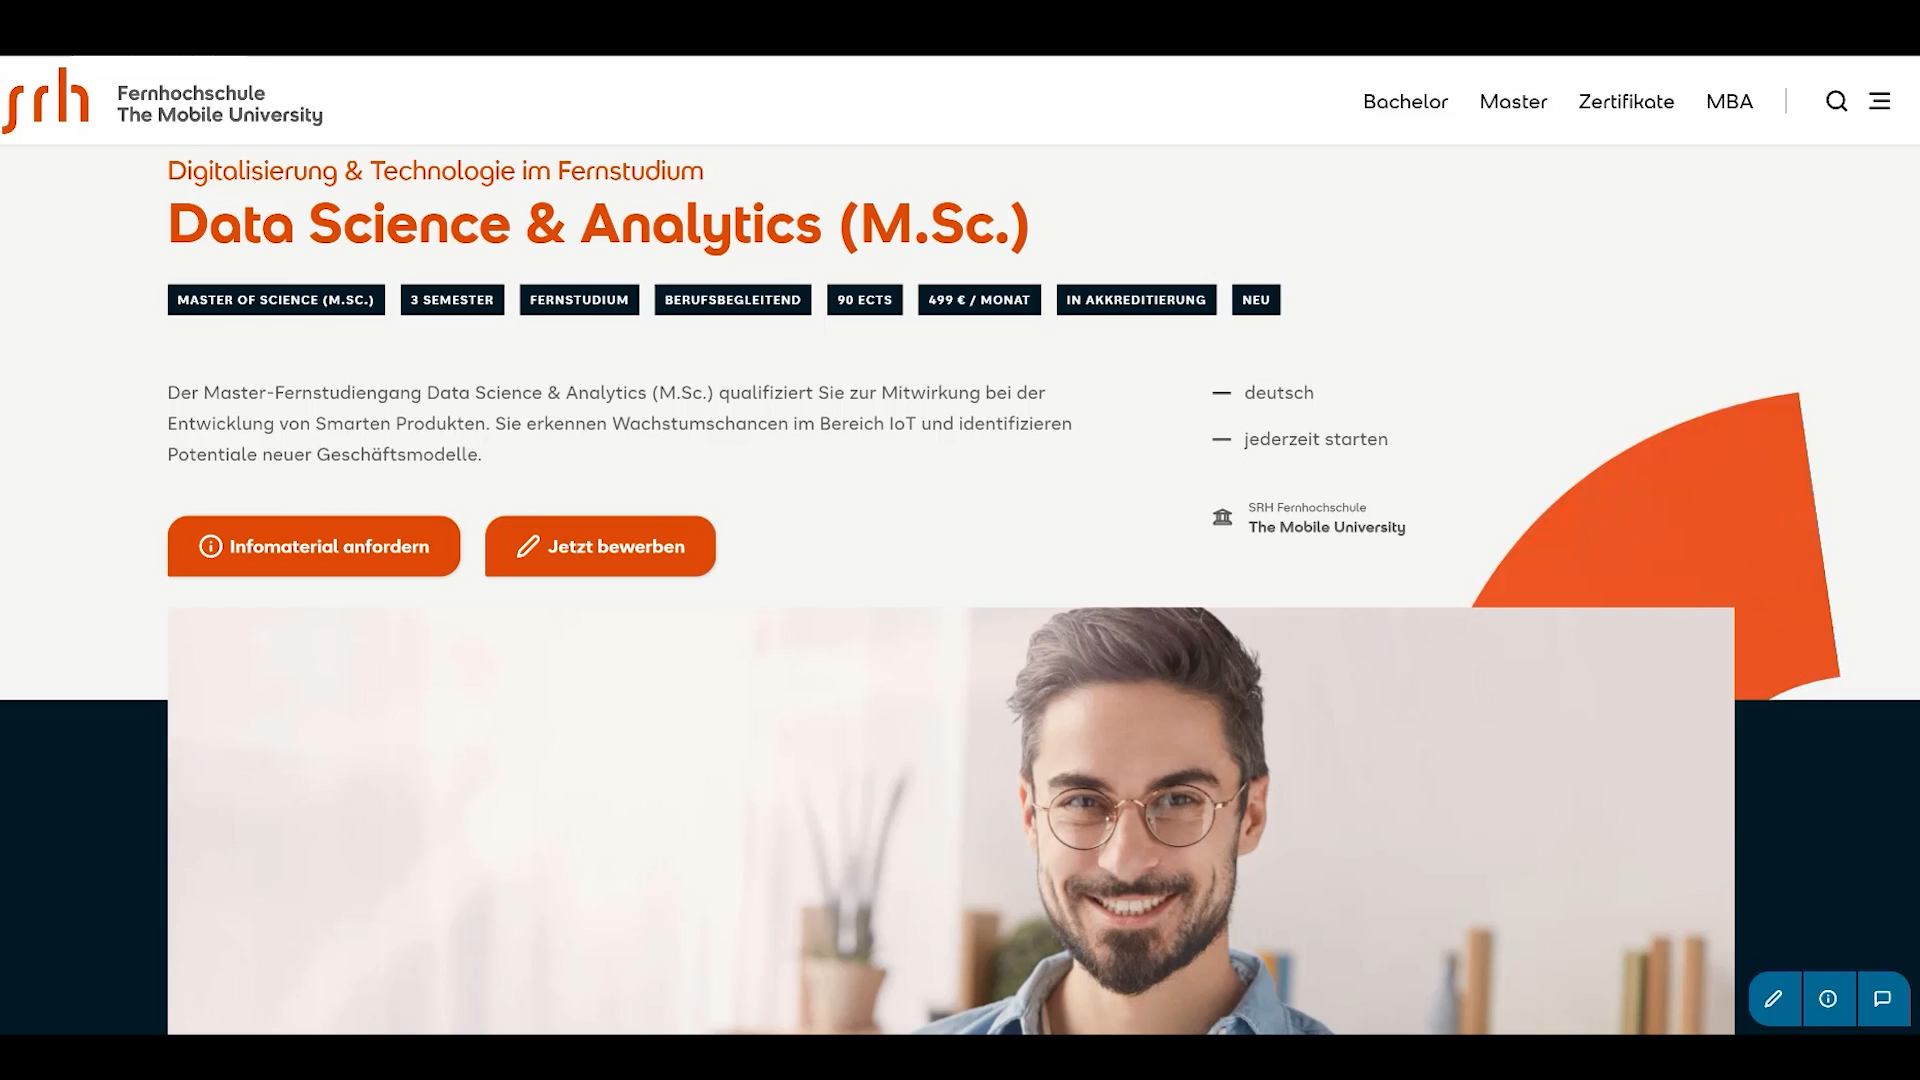 srh
Fernhochschule
The Mobile University
Bachelor Master Zertifikate MBA
Digitalisierung & Technologie im Fernstudium
Data Science & Analytics (M.Sc.)
MASTER OF SCIENCE (M.SC.) 3 SEMESTER FERNSTUDIUM BERUFSBEGLEITEND 90 ECTS 499 € / MONAT IN AKKREDITIERUNG NEU
Der Master-Fernstudiengang Data Science & Analytics (M.Sc.) qualifiziert Sie zur Mitwirkung bei der
Entwicklung von Smarten Produkten. Sie erkennen Wachstumschancen im Bereich IoT und identifizieren
Potentiale neuer Geschäftsmodelle.
— deutsch
— jederzeit starten
SRH Fernhochschule
The Mobile University
Infomaterial anfordern
Jetzt bewerben